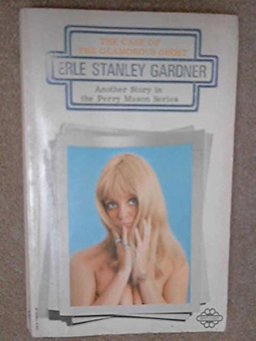 THE CASE OF
THE GLAMOROUS GHOST
ERLE STANLEY GARDNER
Another Story in
the Perry Mason Series